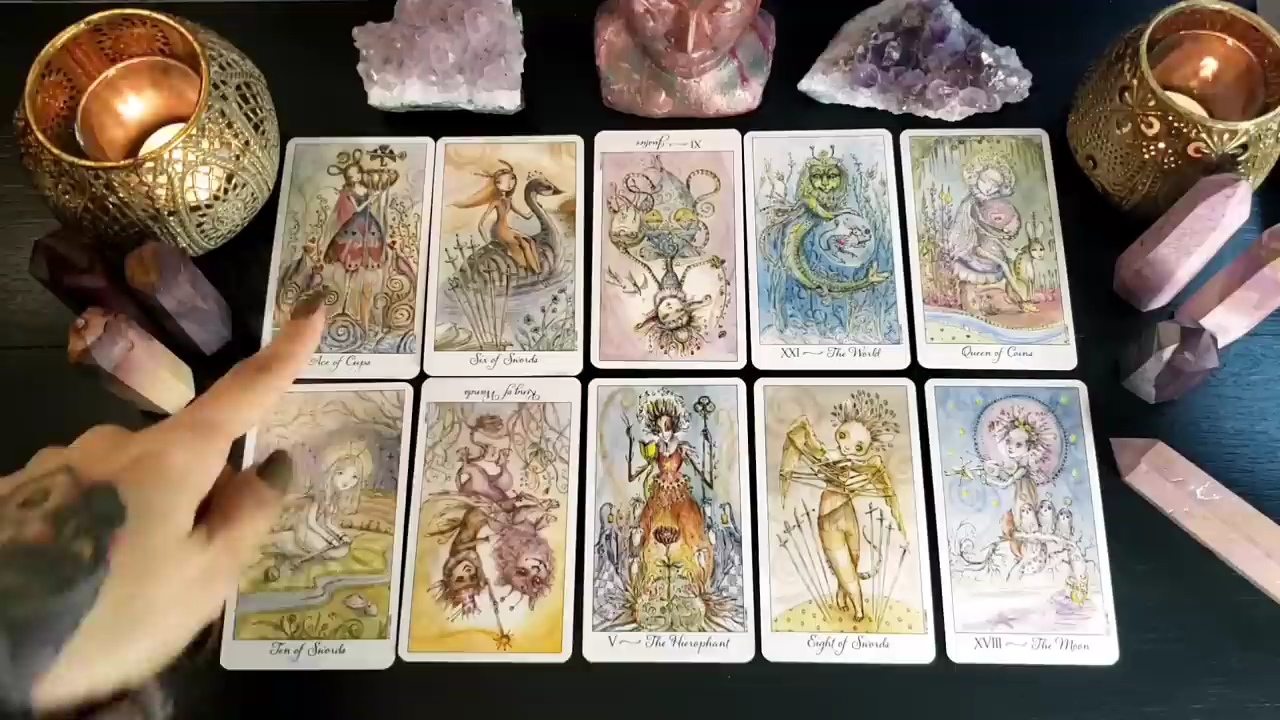 Ace of Cups
Six of Swords
XI Justice
XXI The World
Queen of Coins
Ten of Swords
King of Wands
V The Hierophant
Eight of Swords
XVIII The Moon